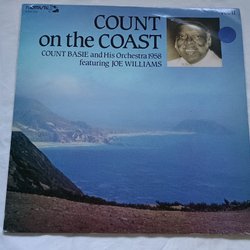 COUNT
on the COAST
COUNT BASIE and His Orchestra 1958
featuring JOE WILLIAMS